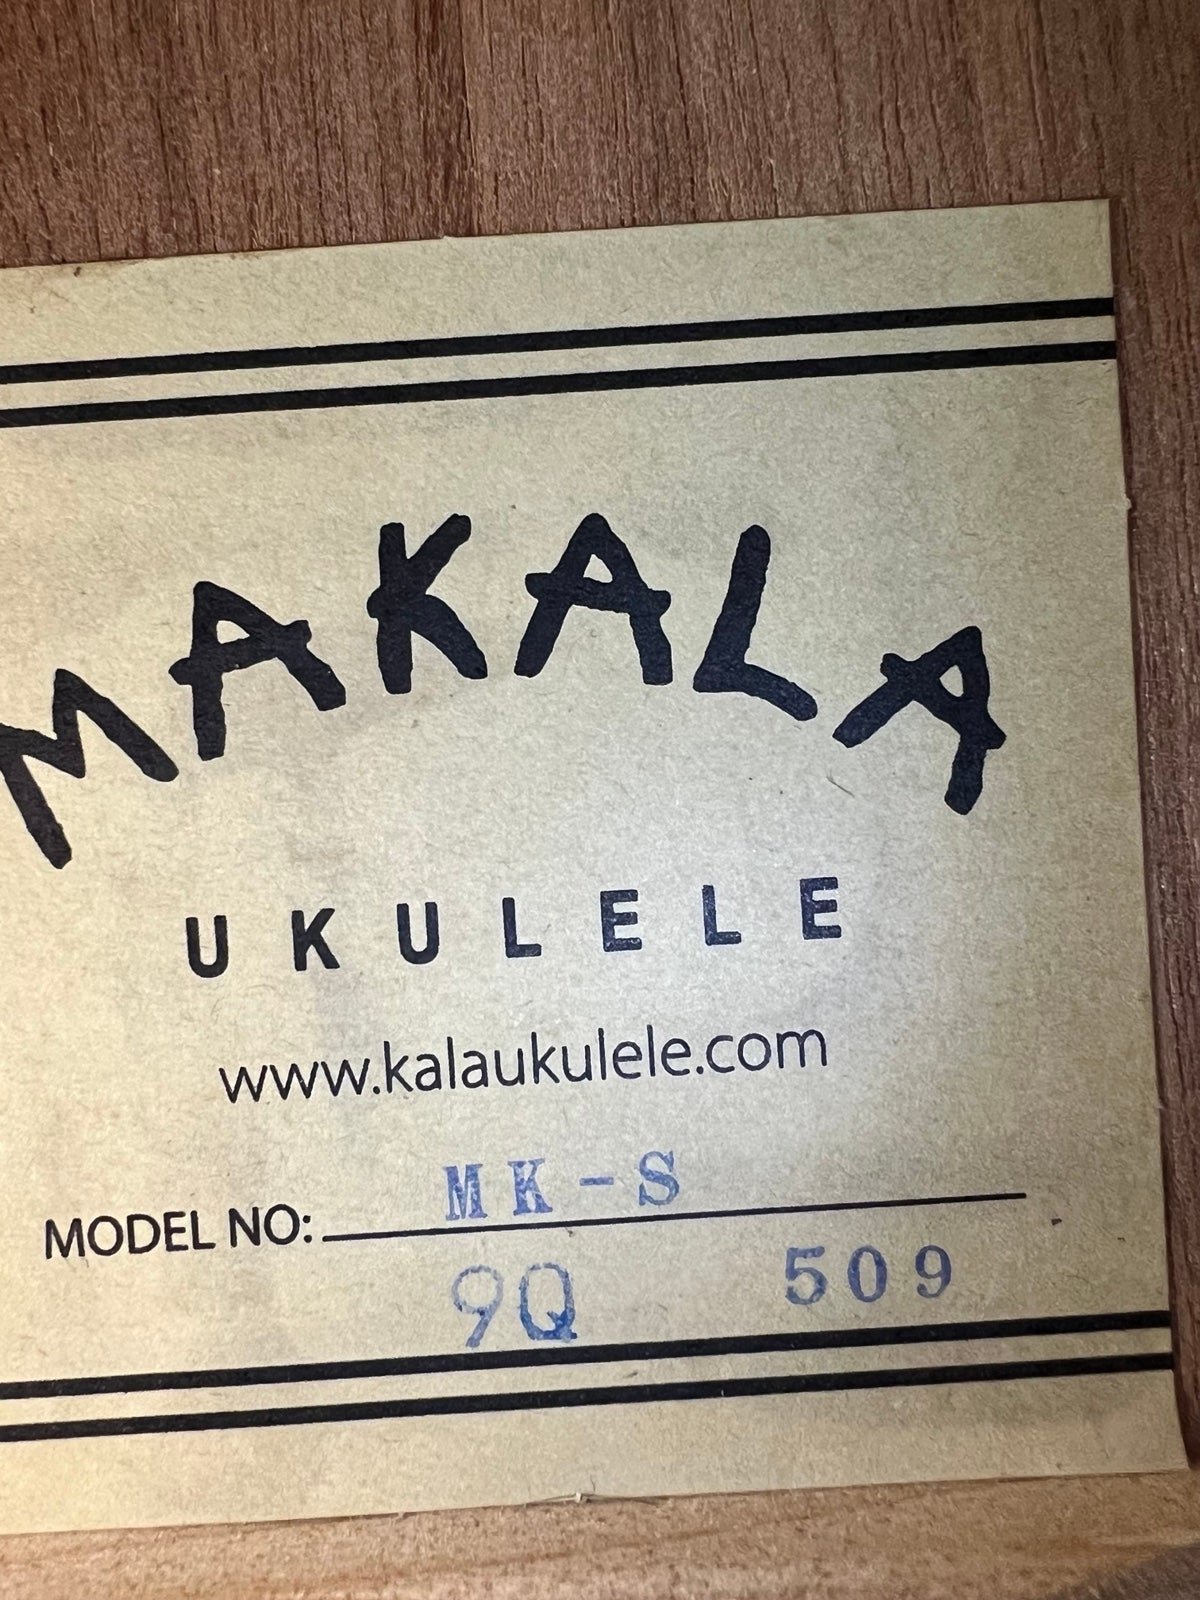 MAKALA
UKULELE
www.kalaukulele.com
MODEL NO: MK-S
9Q 509